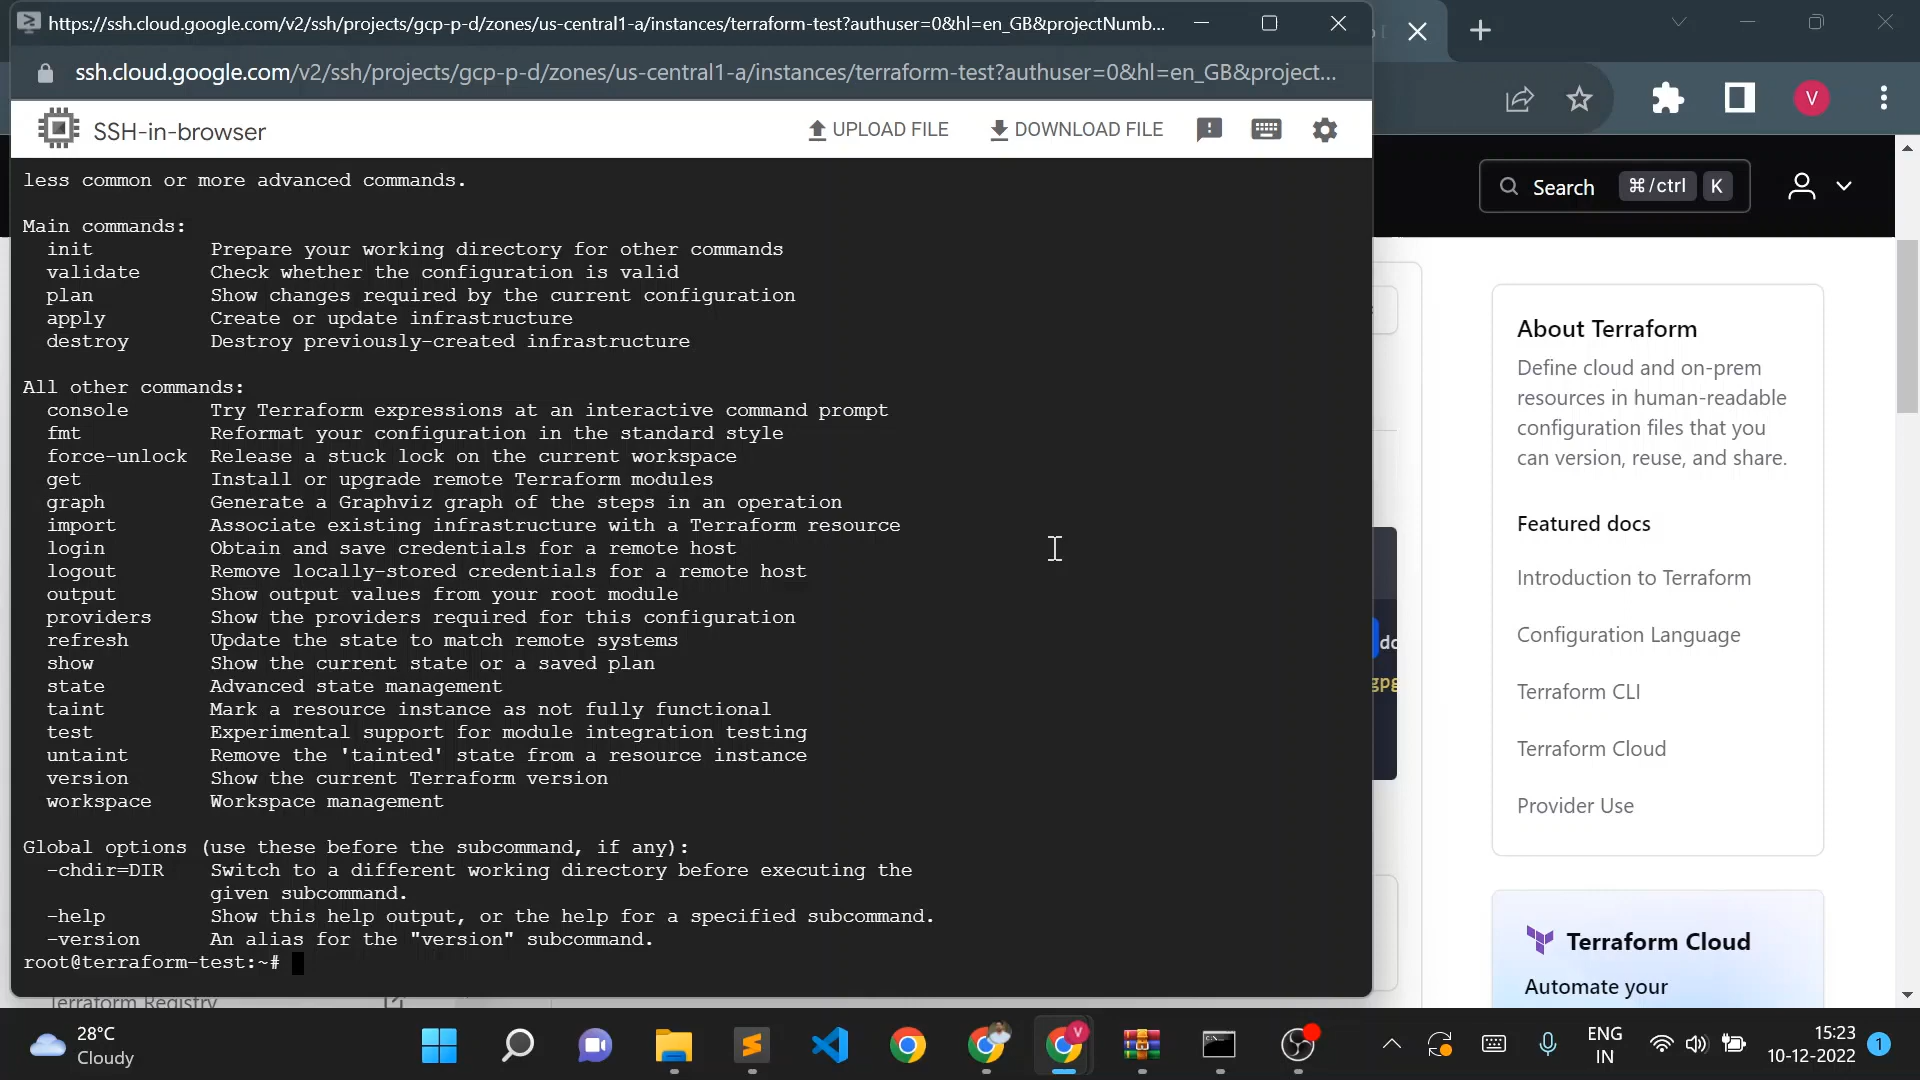 https://ssh.cloud.google.com/v2/ssh/projects/gcp-p-d/zones/us-central1-a/instances/terraform-test?authuser=0&hl=en_GB&projectNumb...
ssh.cloud.google.com/v2/ssh/projects/gcp-p-d/zones/us-central1-a/instances/terraform-test?authuser=0&hl=en_GB&project...
V
SSH-in-browser
UPLOAD FILE
DOWNLOAD FILE
Search
⌘/ctrl
K
less common or more advanced commands.
Main commands:
init Prepare your working directory for other commands
validate Check whether the configuration is valid
plan Show changes required by the current configuration
apply Create or update infrastructure
destroy Destroy previously-created infrastructure
All other commands:
console Try Terraform expressions at an interactive command prompt
fmt Reformat your configuration in the standard style
force-unlock Release a stuck lock on the current workspace
get Install or upgrade remote Terraform modules
graph Generate a Graphviz graph of the steps in an operation
import Associate existing infrastructure with a Terraform resource
login Obtain and save credentials for a remote host
logout Remove locally-stored credentials for a remote host
output Show output values from your root module
providers Show the providers required for this configuration
refresh Update the state to match remote systems
show Show the current state or a saved plan
state Advanced state management
taint Mark a resource instance as not fully functional
test Experimental support for module integration testing
untaint Remove the 'tainted' state from a resource instance
version Show the current Terraform version
workspace Workspace management
Global options (use these before the subcommand, if any):
-chdir=DIR Switch to a different working directory before executing the
given subcommand.
-help Show this help output, or the help for a specified subcommand.
-version An alias for the "version" subcommand.
root@terraform-test:~#
Terraform Registry
About Terraform
Define cloud and on-prem
resources in human-readable
configuration files that you
can version, reuse, and share.
Featured docs
Introduction to Terraform
Configuration Language
Terraform CLI
Terraform Cloud
Provider Use
Terraform Cloud
Automate your
28°C
Cloudy
V
ENG
IN
15:23
10-12-2022
1